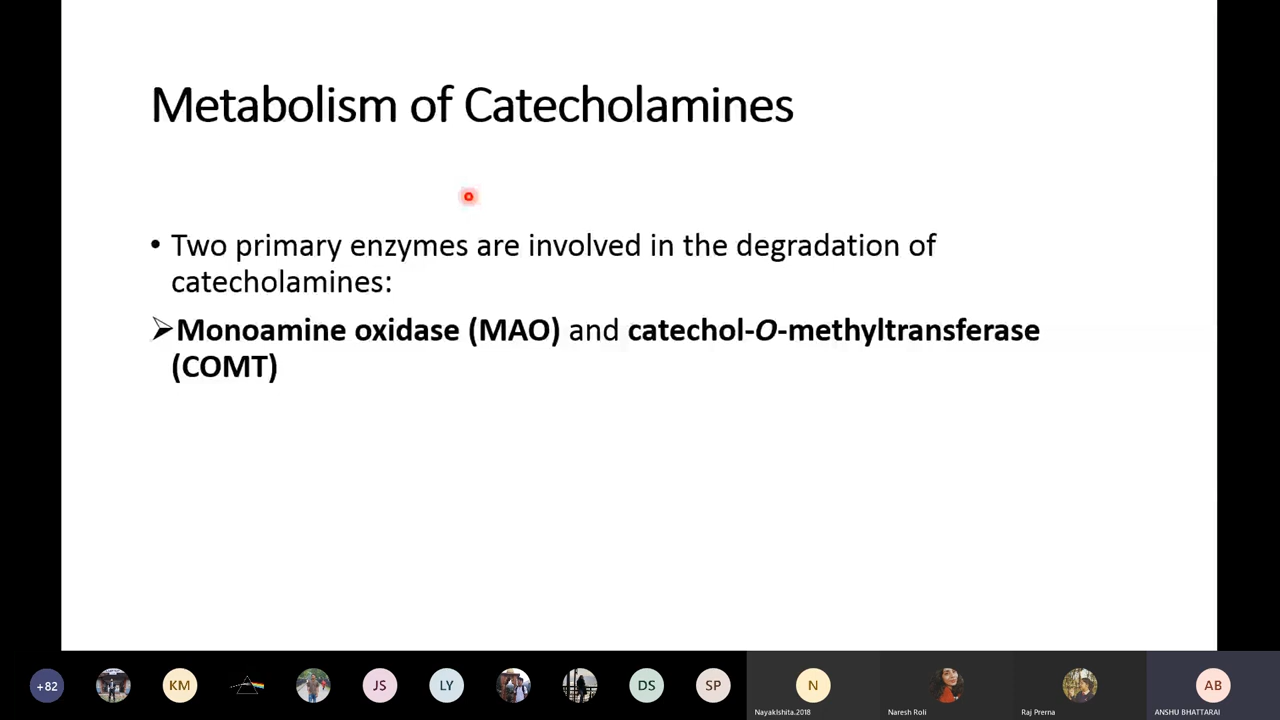 Metabolism of Catecholamines
• Two primary enzymes are involved in the degradation of
catecholamines:
➢Monoamine oxidase (MAO) and catechol-O-methyltransferase
(COMT)
+82
KM
JS
LY
DS
SP
N
NayakIshita.2018
Naresh Roli
Raj Prerna
AB
ANSHU BHATTARAI